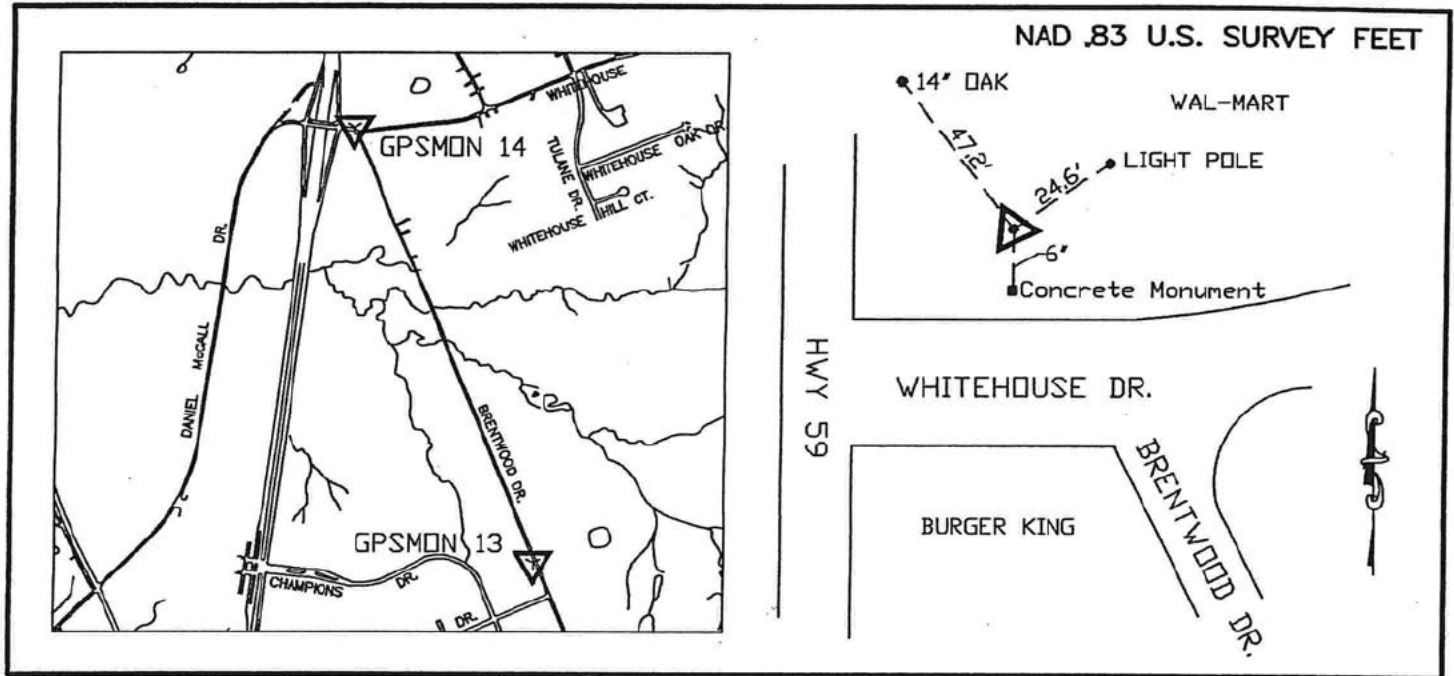 NAD 83 U.S. SURVEY FEET
WHITEHOUSE
GPSMON 14
TULANE DR.
WHITEHOUSE OAK DR
WHITEHOUSE HILL CT.
DANIEL McCALL DR.
BRENTWOOD DR.
GPSMON 13
CHAMPIONS DR.
DR.
14" OAK
WAL-MART
47.2'
LIGHT POLE
24.6'
6"
Concrete Monument
HWY 59
WHITEHOUSE DR.
BRENTWOOD DR.
BURGER KING